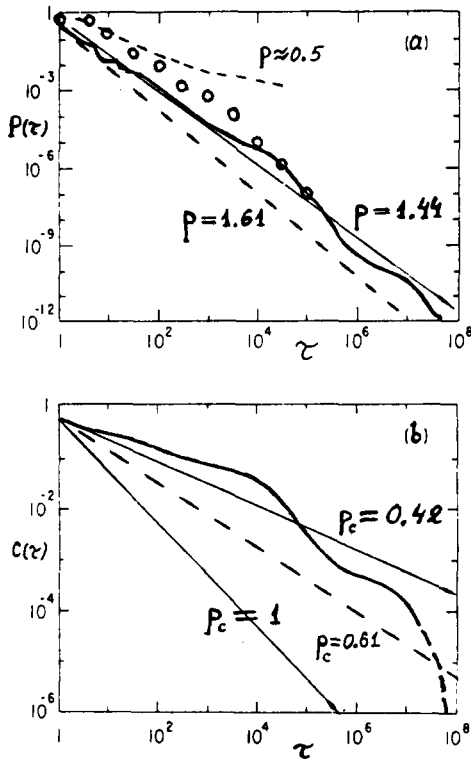 1
(a)
p≈0.5
10⁻³
P(τ)
10⁻⁶
p=1.61
p=1.44
10⁻⁹
10⁻¹²
1 10² 10⁴ 10⁶ 10⁸
τ
1
(b)
10⁻²
C(τ)
p_c = 0.42
10⁻⁴
p_c = 1
p_c=0.61
10⁻⁶
1 10² 10⁴ 10⁶ 10⁸
τ